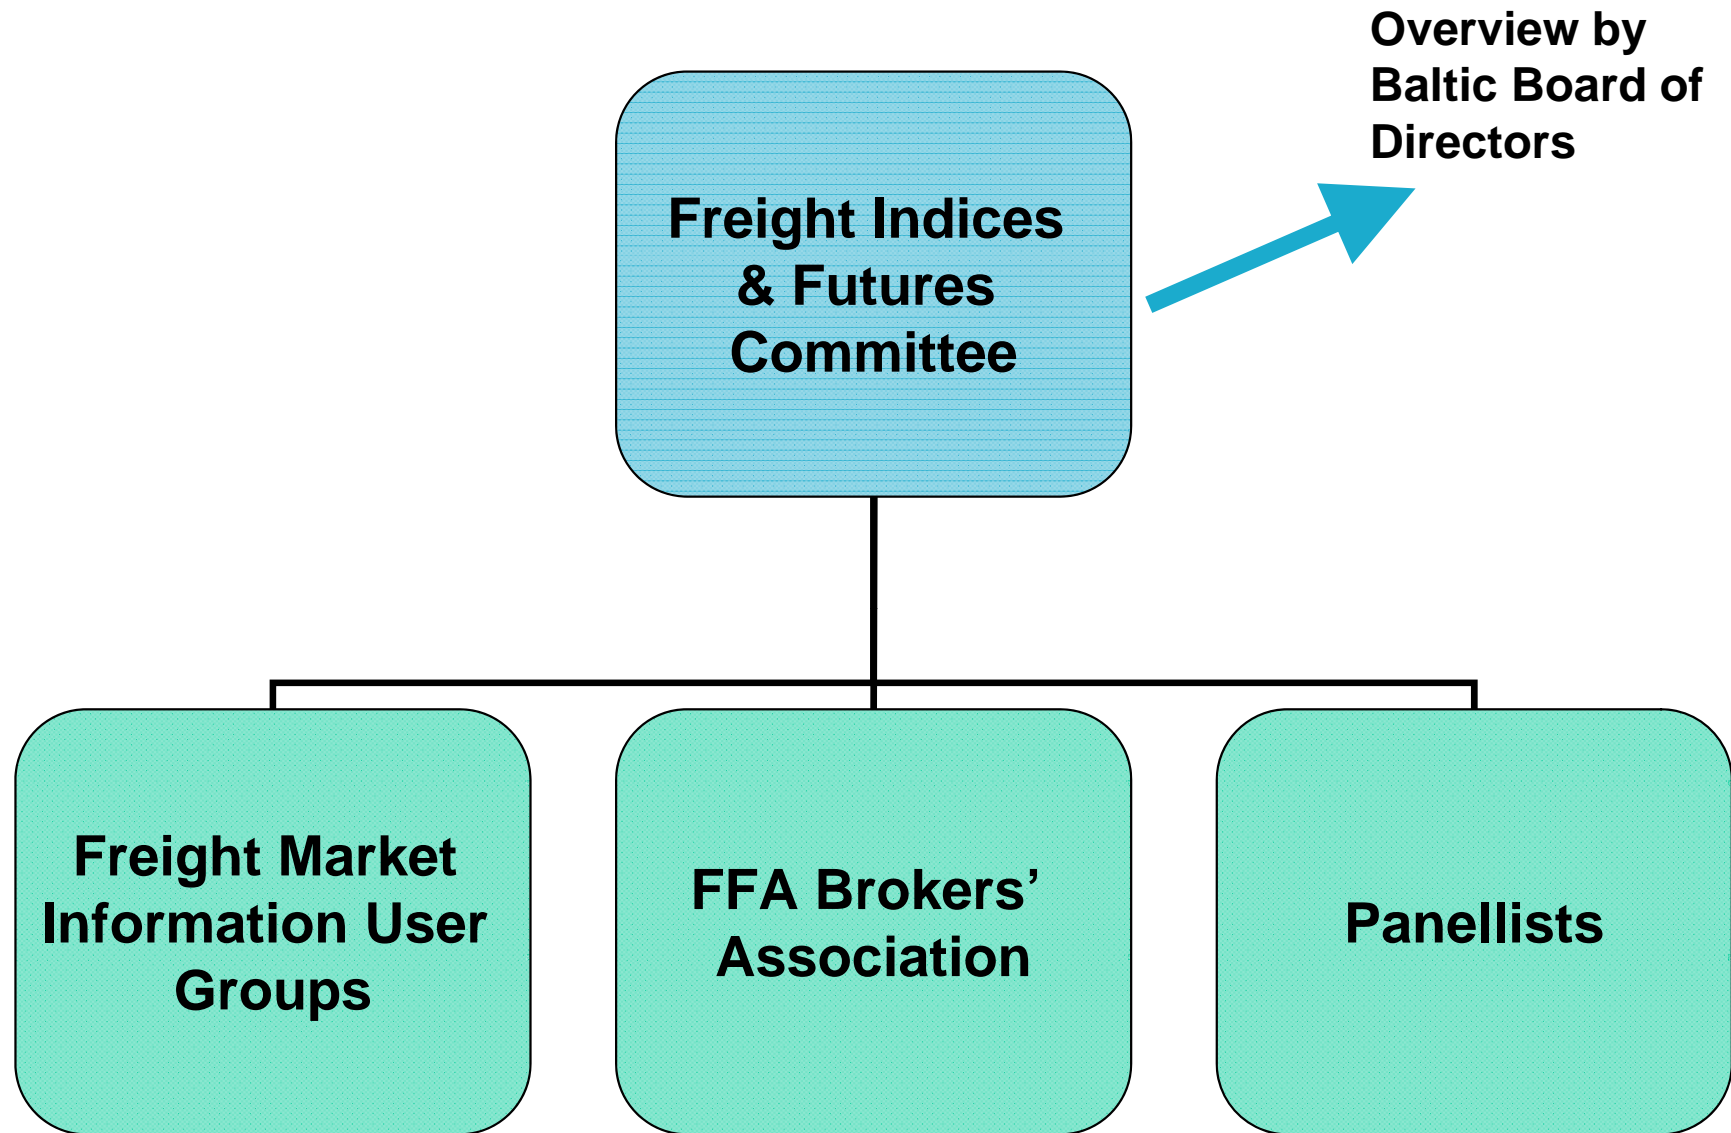 Overview by
Baltic Board of
Directors
Freight Indices
& Futures
Committee
Freight Market
Information User
Groups
FFA Brokers’
Association
Panellists